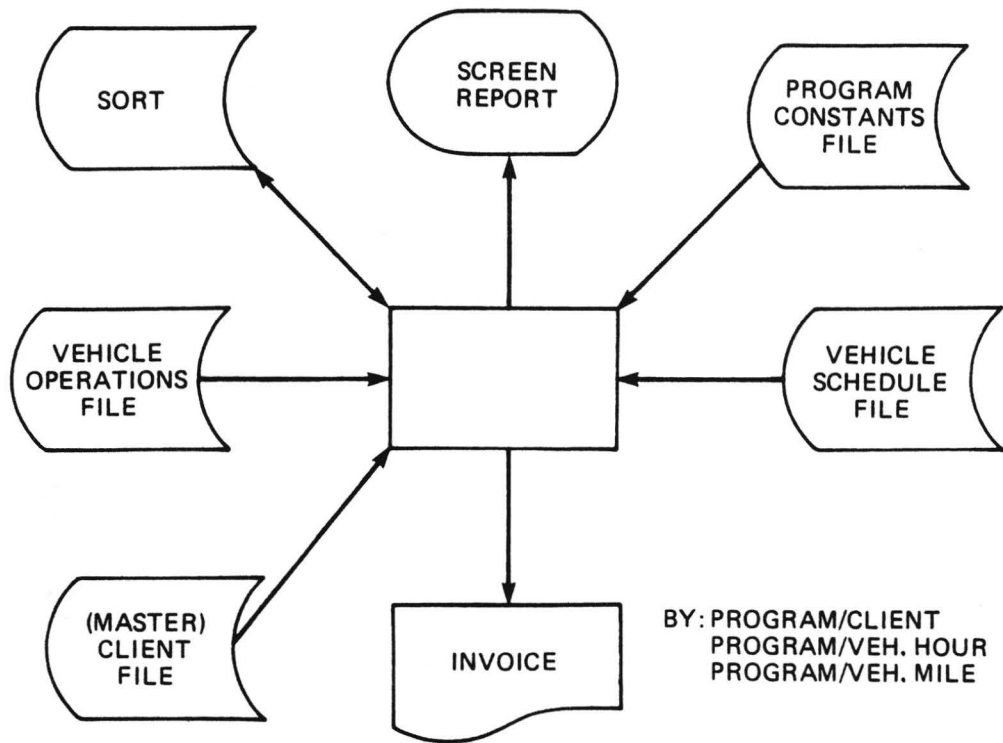 SORT
SCREEN
REPORT
PROGRAM
CONSTANTS
FILE
VEHICLE
OPERATIONS
FILE
VEHICLE
SCHEDULE
FILE
(MASTER)
CLIENT
FILE
INVOICE
BY: PROGRAM/CLIENT
PROGRAM/VEH. HOUR
PROGRAM/VEH. MILE